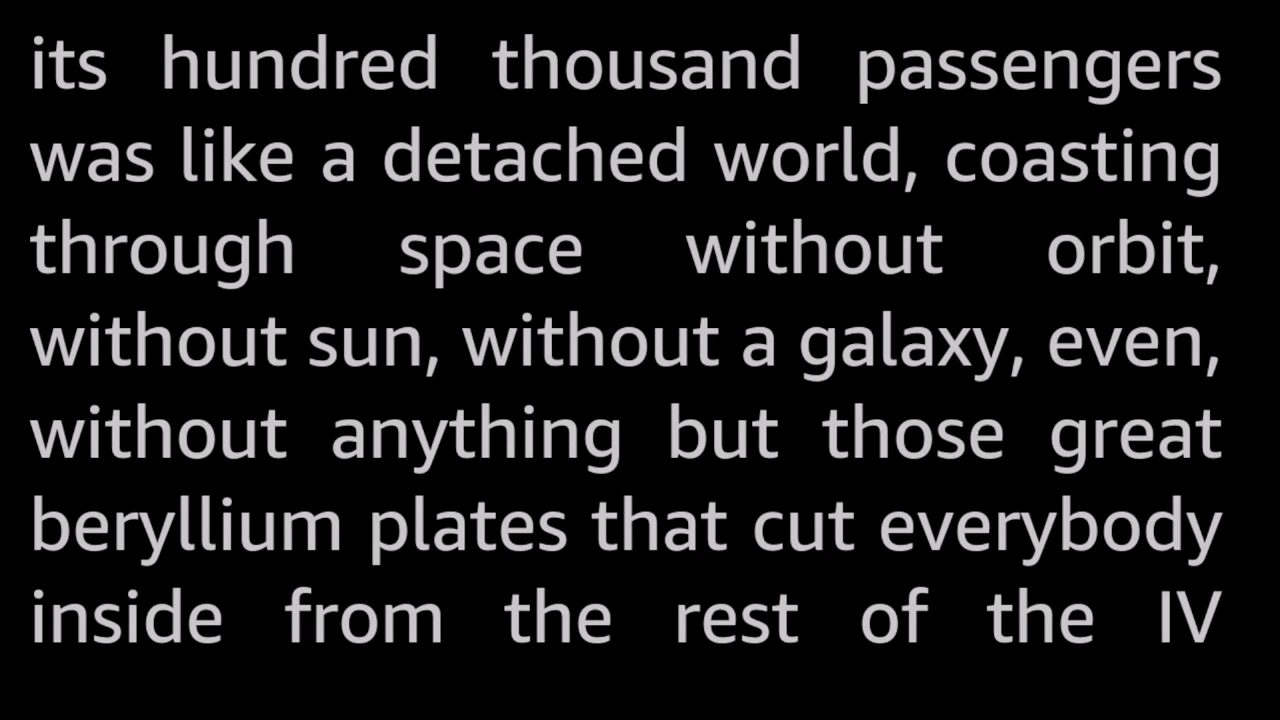 its hundred thousand passengers
was like a detached world, coasting
through space without orbit,
without sun, without a galaxy, even,
without anything but those great
beryllium plates that cut everybody
inside from the rest of the IV